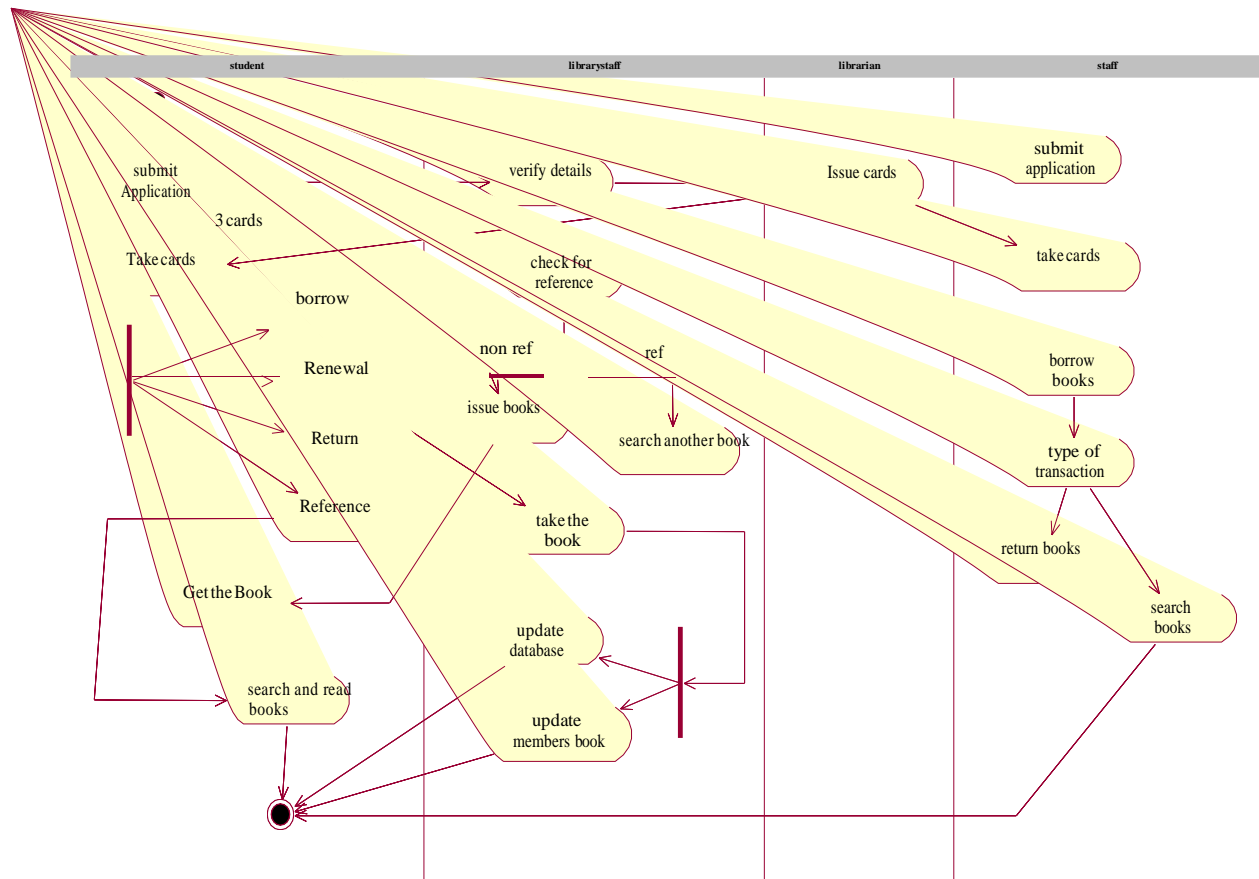 student
librarystaff
librarian
staff
submit
Application
verify details
Issue cards
submit
application
3 cards
Take cards
check for
reference
take cards
borrow
non ref
ref
borrow
books
Renewal
issue books
search another book
Return
type of
transaction
Reference
take the
book
return books
Get the Book
update
database
search
books
search and read
books
update
members book